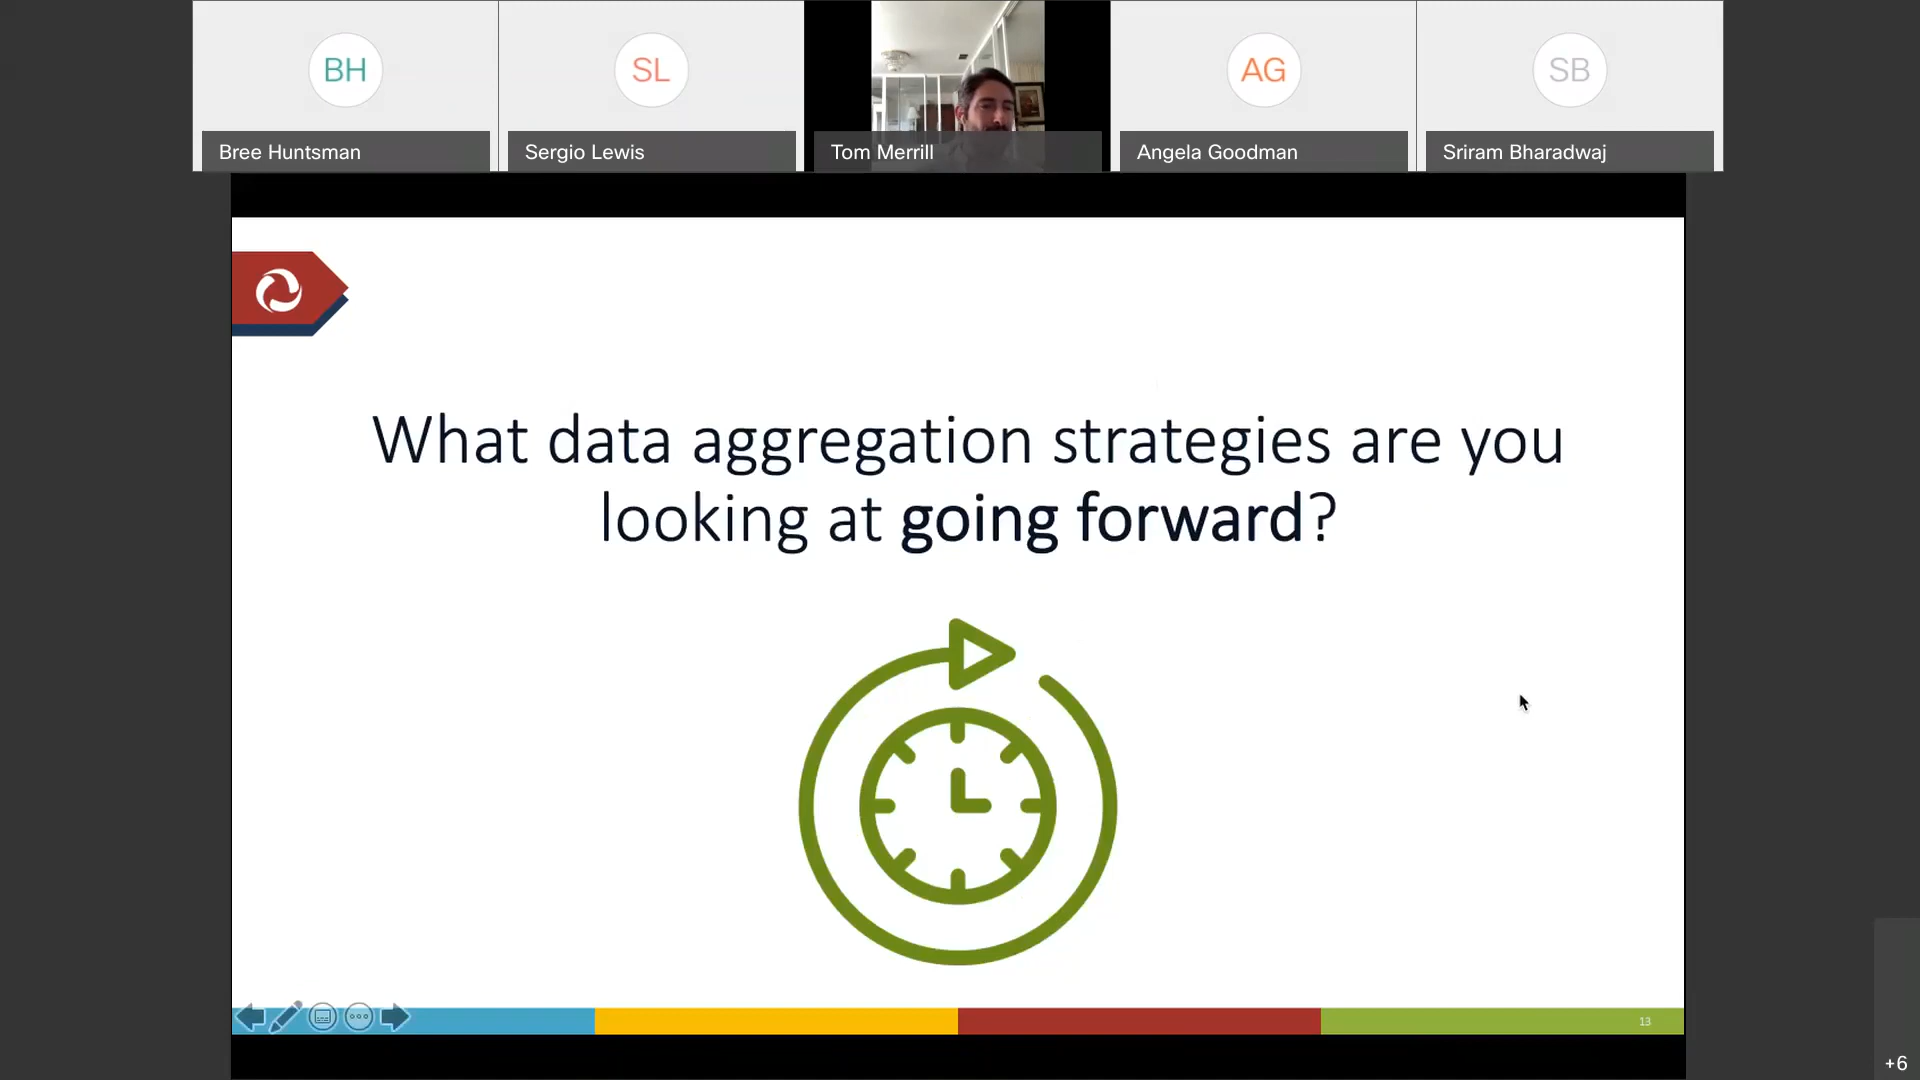 BH
SL
AG
SB
Bree Huntsman
Sergio Lewis
Tom Merrill
Angela Goodman
Sriram Bharadwaj
What data aggregation strategies are you
looking at going forward?
13
+6